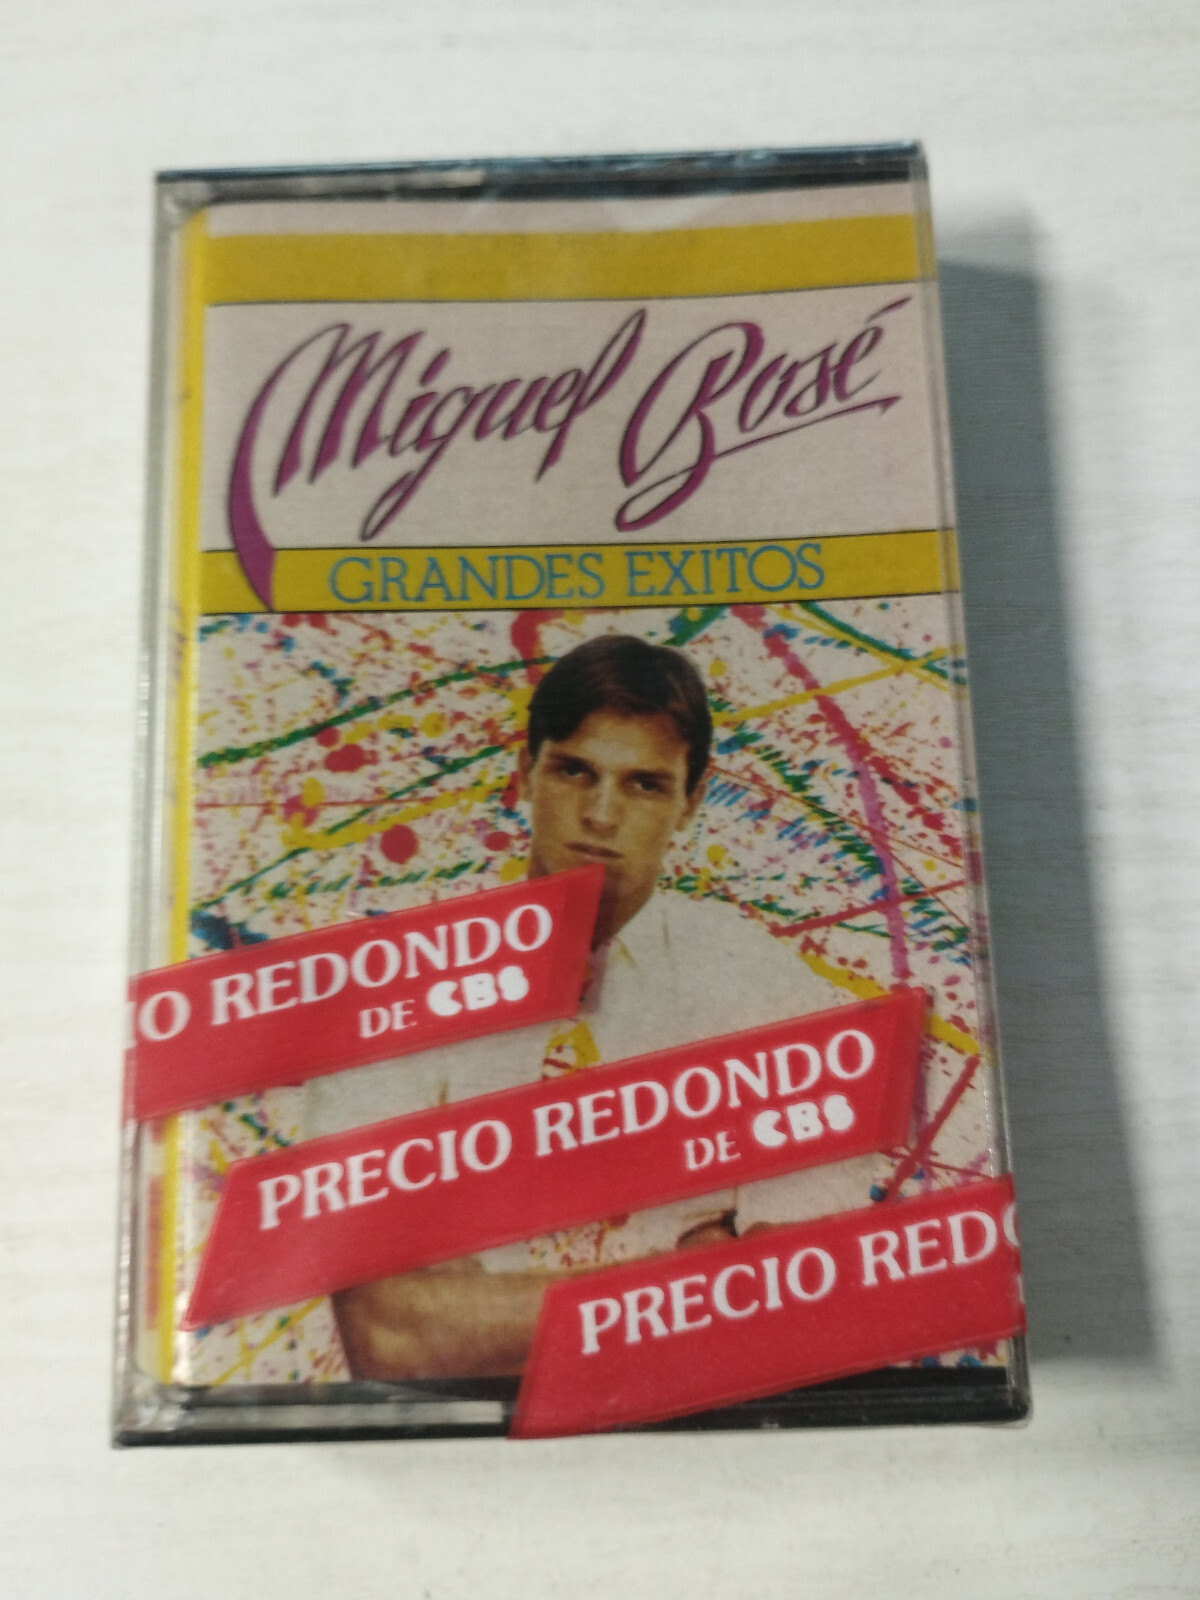 Miguel Bosé
GRANDES EXITOS
IO REDONDO
DE CBS
PRECIO REDONDO
DE CBS
PRECIO REDO